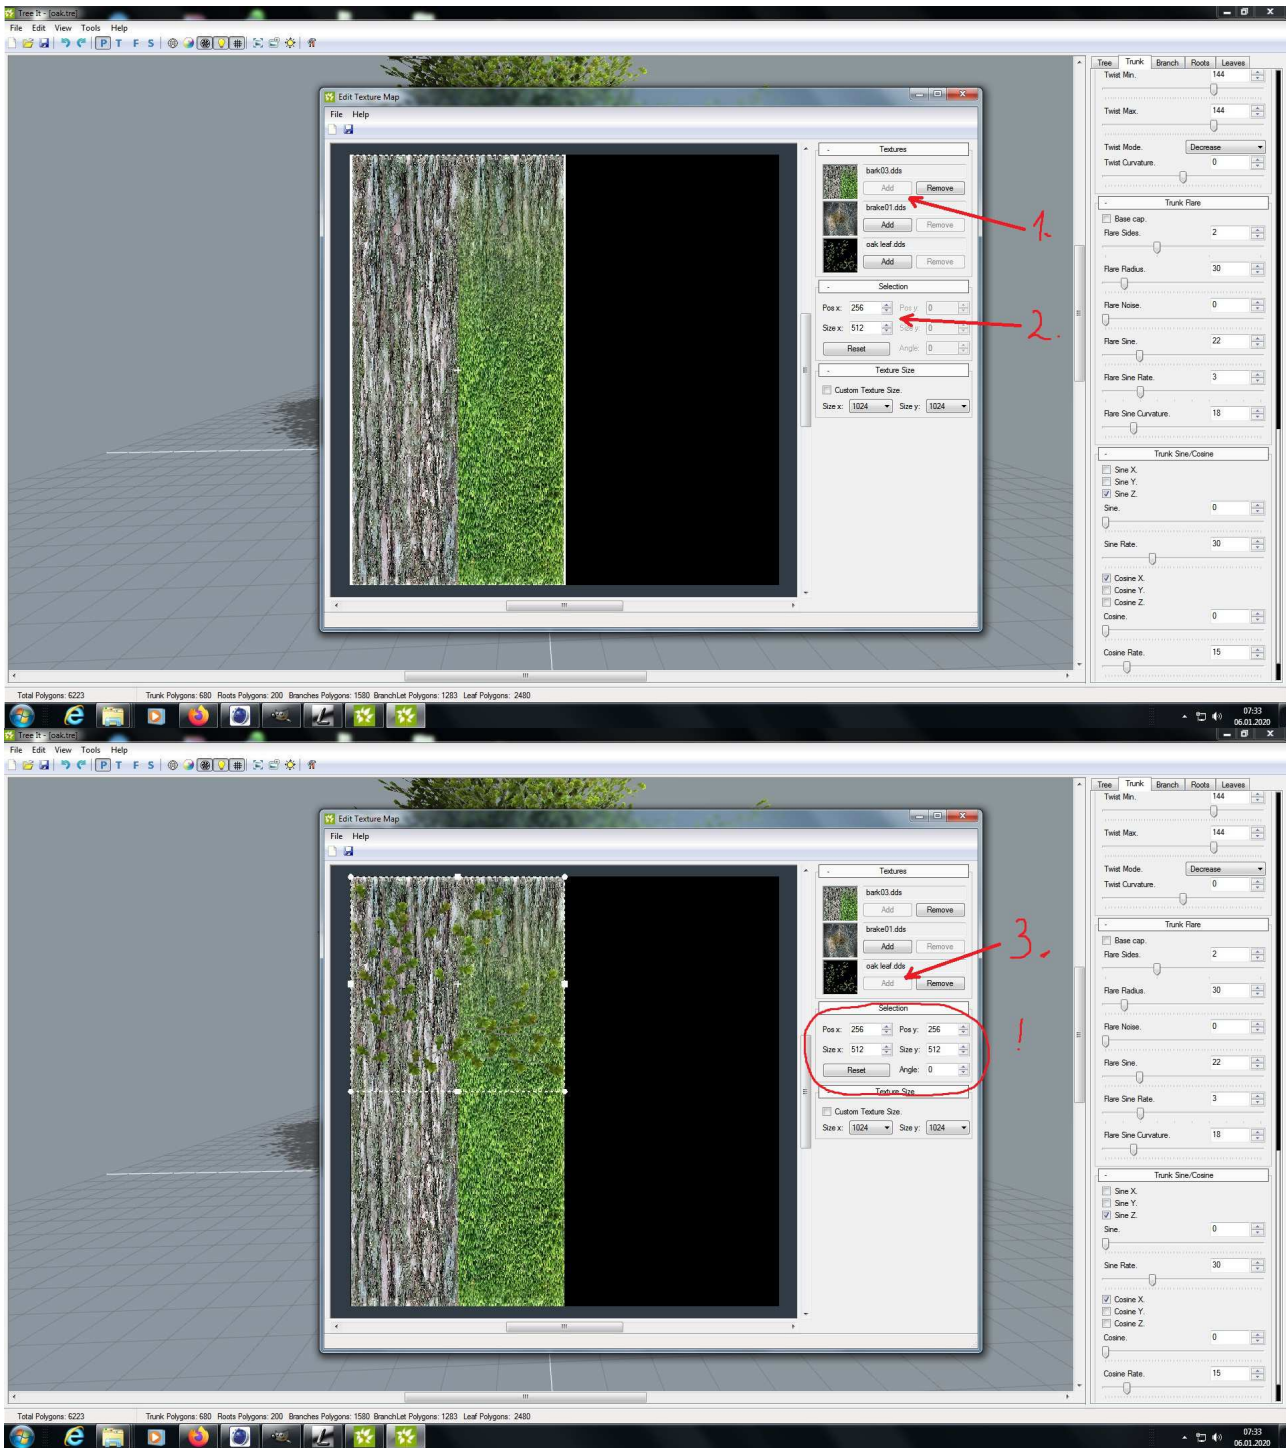 Tree It - [oak.tre]
File Edit View Tools Help
P T F S
Edit Texture Map
File Help
- Textures
bark03.dds
Add Remove
brake01.dds
Add Remove
oak leaf.dds
Add Remove
- Selection
Pos x: 256 Pos y: 0
Size x: 512 Size y: 0
Reset Angle: 0
- Texture Size
Custom Texture Size.
Size x: 1024 Size y: 1024
1.
2.
Tree Trunk Branch Roots Leaves
Twist Min. 144
Twist Max. 144
Twist Mode. Decrease
Twist Curvature. 0
- Trunk Flare
Base cap.
Flare Sides. 2
Flare Radius. 30
Flare Noise. 0
Flare Sine. 22
Flare Sine Rate. 3
Flare Sine Curvature. 18
- Trunk Sine/Cosine
Sine X.
Sine Y.
Sine Z.
Sine. 0
Sine Rate. 30
Cosine X.
Cosine Y.
Cosine Z.
Cosine. 0
Cosine Rate. 15
Total Polygons: 6223 Trunk Polygons: 680 Roots Polygons: 200 Branches Polygons: 1580 BranchLet Polygons: 1283 Leaf Polygons: 2480
07:33
06.01.2020
Tree It - [oak.tre]
File Edit View Tools Help
P T F S
Edit Texture Map
File Help
- Textures
bark03.dds
Add Remove
brake01.dds
Add Remove
oak leaf.dds
Add Remove
- Selection
Pos x: 256 Pos y: 256
Size x: 512 Size y: 512
Reset Angle: 0
- Texture Size
Custom Texture Size.
Size x: 1024 Size y: 1024
3.
!
Tree Trunk Branch Roots Leaves
Twist Min. 144
Twist Max. 144
Twist Mode. Decrease
Twist Curvature. 0
- Trunk Flare
Base cap.
Flare Sides. 2
Flare Radius. 30
Flare Noise. 0
Flare Sine. 22
Flare Sine Rate. 3
Flare Sine Curvature. 18
- Trunk Sine/Cosine
Sine X.
Sine Y.
Sine Z.
Sine. 0
Sine Rate. 30
Cosine X.
Cosine Y.
Cosine Z.
Cosine. 0
Cosine Rate. 15
Total Polygons: 6223 Trunk Polygons: 680 Roots Polygons: 200 Branches Polygons: 1580 BranchLet Polygons: 1283 Leaf Polygons: 2480
07:33
06.01.2020